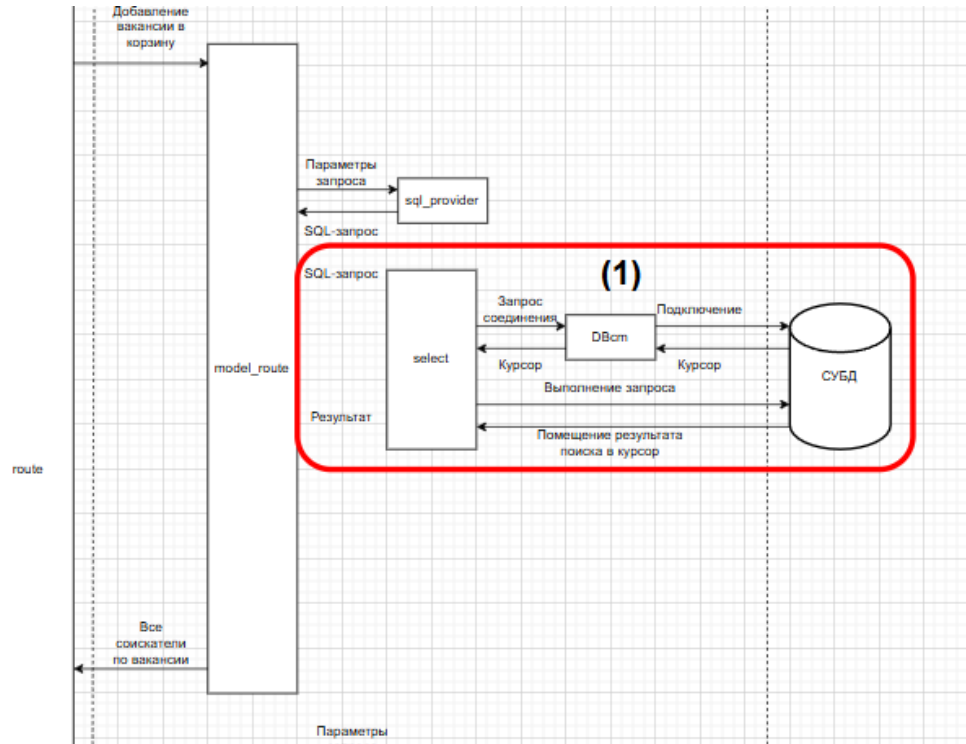 Добавление
вакансии в
корзину
Параметры
запроса
sql_provider
SQL-запрос
SQL-запрос
(1)
Запрос
соединения
Подключение
DBcm
select
model_route
Курсор
Курсор
СУБД
Выполнение запроса
Результат
Помещение результата
поиска в курсор
route
Все
соискатели
по вакансии
Параметры